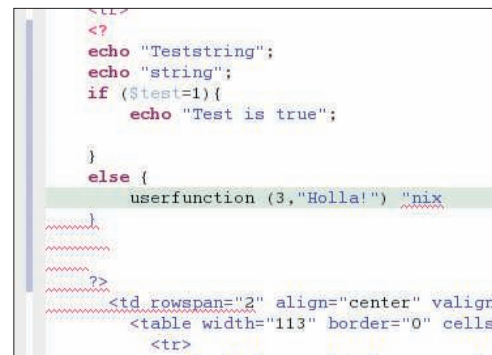 <tr>
<?
echo "Teststring";
echo "string";
if ($test=1){
echo "Test is true";
}
else {
userfunction (3,"Holla!") "nix
}
?>
<td rowspan="2" align="center" valign
<table width="113" border="0" cells
<tr>